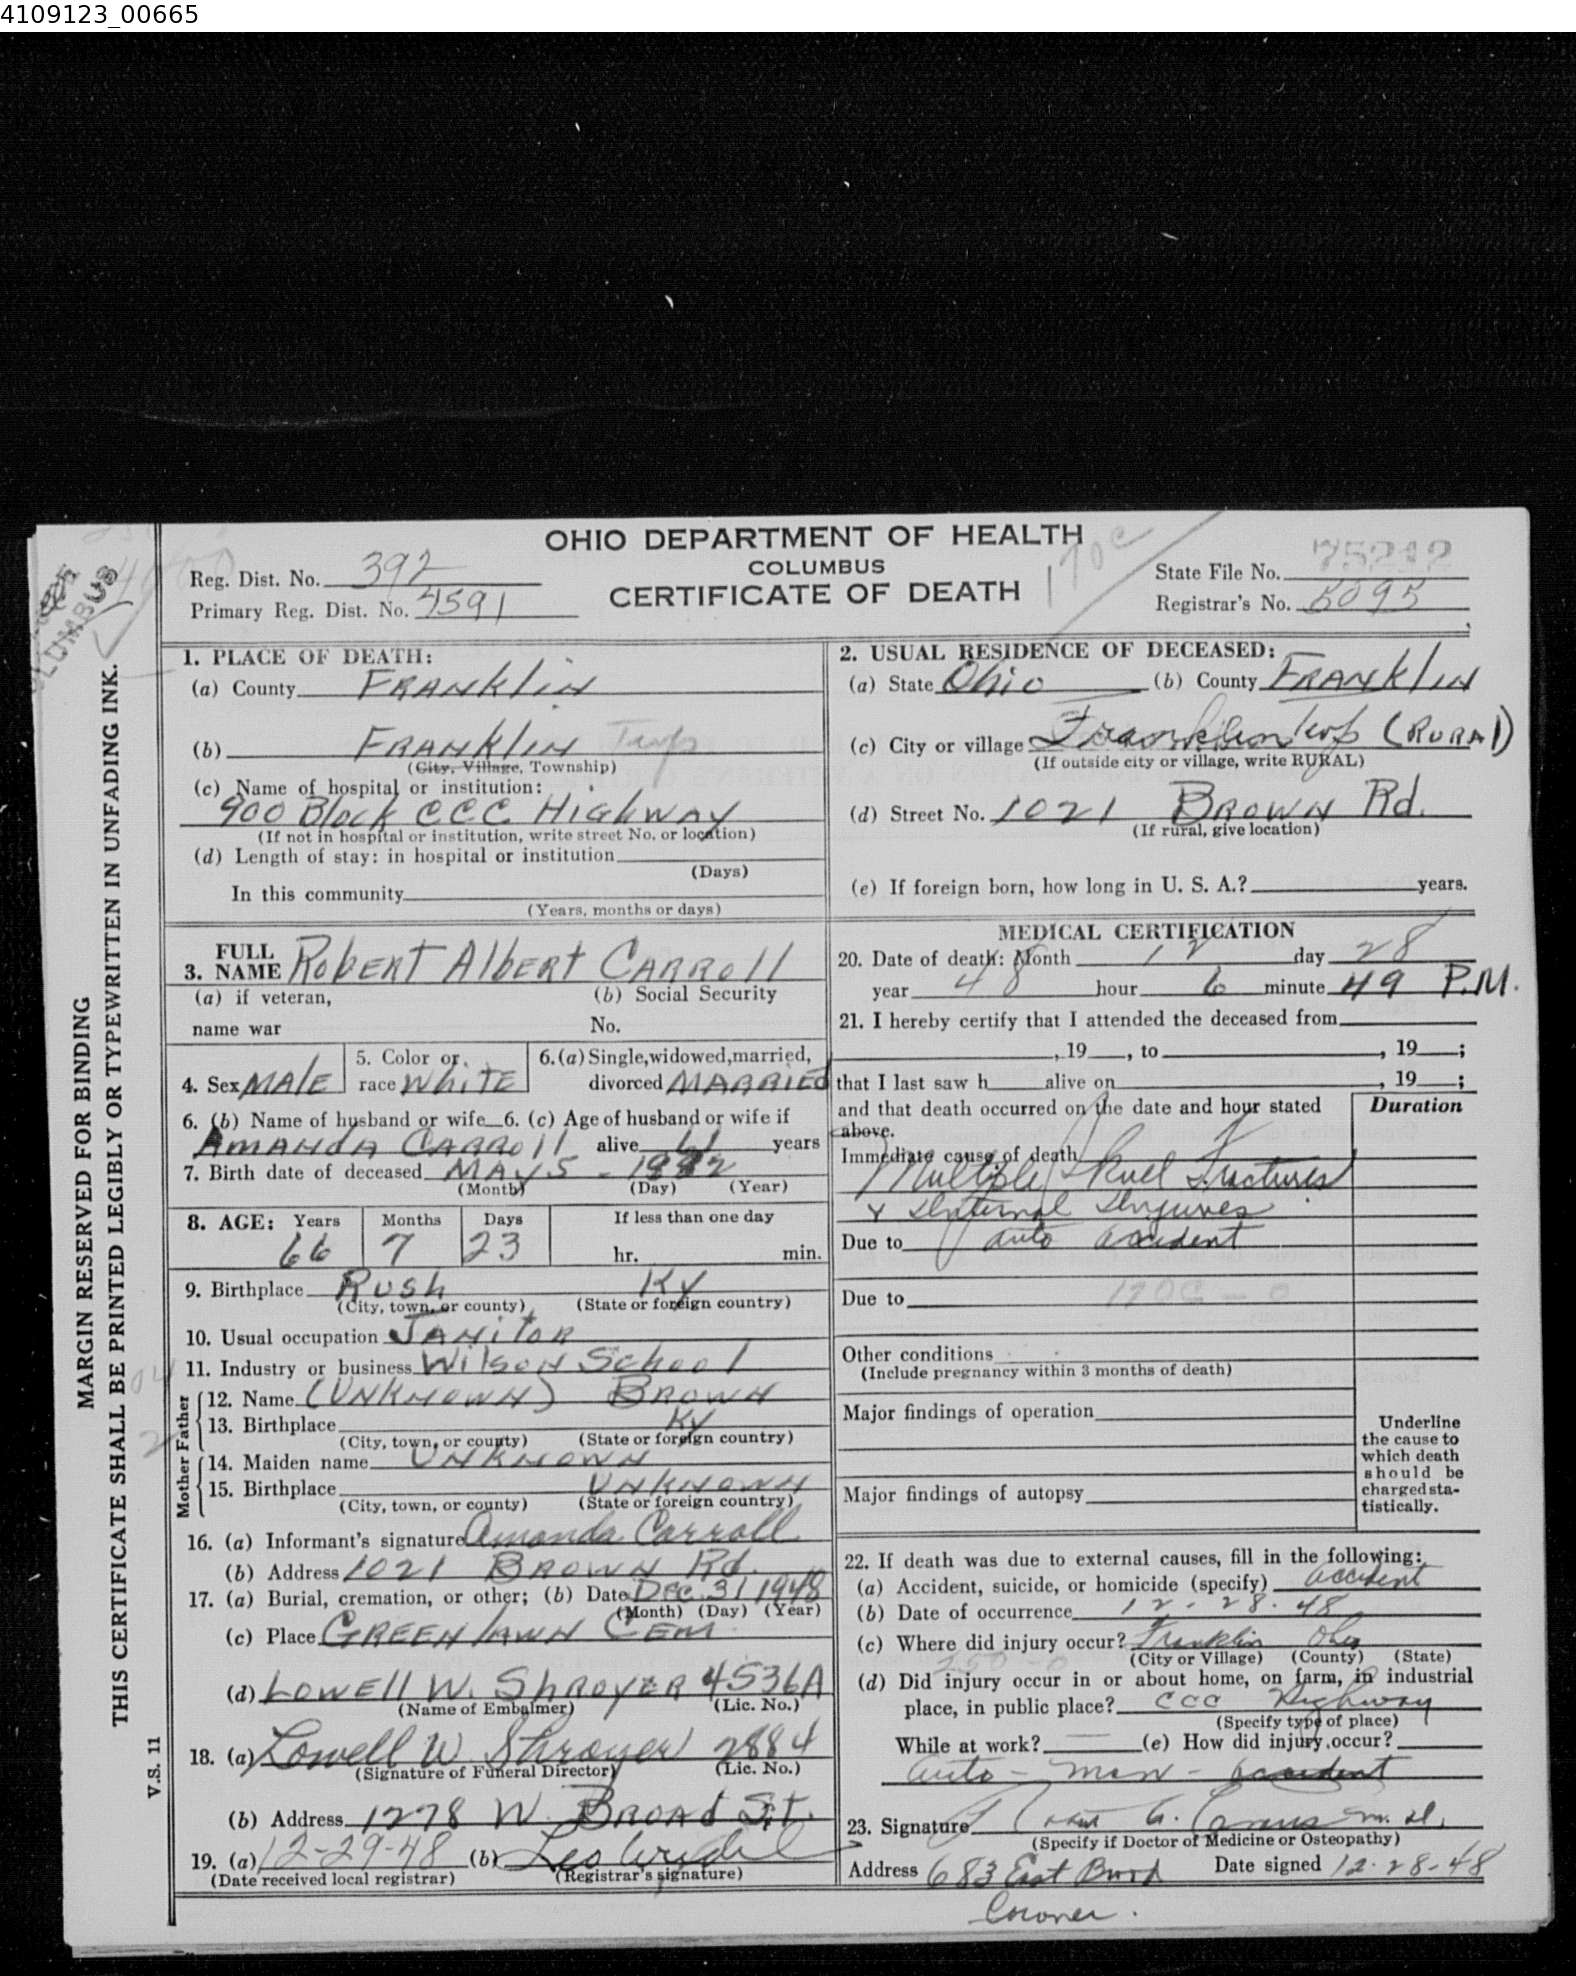 4109123_00665
OHIO DEPARTMENT OF HEALTH
COLUMBUS
CERTIFICATE OF DEATH
Reg. Dist. No. 392
Primary Reg. Dist. No. 4591
170C
State File No. 75212
Registrar's No. 5095
COLUMBUS
MARGIN RESERVED FOR BINDING
THIS CERTIFICATE SHALL BE PRINTED LEGIBLY OR TYPEWRITTEN IN UNFADING INK.
V.S. 11
1. PLACE OF DEATH:
(a) County FRANKlIN
(b) FRANKlIN Twp
(City, Village, Township)
(c) Name of hospital or institution:
900 Block CCC HIGHWAY
(If not in hospital or institution, write street No. or location)
(d) Length of stay: in hospital or institution
(Days)
In this community
(Years, months or days)
2. USUAL RESIDENCE OF DECEASED:
(a) State Ohio (b) County FRANKlIN
(c) City or village Franklin twp (RURAl)
(If outside city or village, write RURAL)
(d) Street No. 1021 BROWN Rd.
(If rural, give location)
(e) If foreign born, how long in U. S. A.? years.
3. FULL NAME RObERT AlbERT CARROll
(a) if veteran, name war
(b) Social Security No.
4. Sex MAlE
5. Color or race WhiTE
6. (a) Single, widowed, married, divorced MARRIED
6. (b) Name of husband or wife 6. (c) Age of husband or wife if
AMANdA CARROll alive 61 years
7. Birth date of deceased MAY 5 - 1882
(Month) (Day) (Year)
8. AGE: Years Months Days If less than one day
66 7 23 hr. min.
9. Birthplace RUSh KY
(City, town, or county) (State or foreign country)
10. Usual occupation JANITOR
11. Industry or business WIlSON SChool
Father
12. Name (UNKNOWN) BROWN
13. Birthplace KY
(City, town, or county) (State or foreign country)
Mother
14. Maiden name UNKNOWN
15. Birthplace UNKNOWN
(City, town, or county) (State or foreign country)
16. (a) Informant's signature Amanda Carroll
(b) Address 1021 BROWN Rd.
17. (a) Burial, cremation, or other; (b) Date DEC. 31 1948
(Month) (Day) (Year)
(c) Place GREEN lAWN CEM.
(d) LOWEll W. ShROYER 4536A
(Name of Embalmer) (Lic. No.)
18. (a) Lowell W. Shroyer 2884
(Signature of Funeral Director) (Lic. No.)
(b) Address 1278 W. BROAd ST.
19. (a) 12-29-48 (b)
(Date received local registrar) (Registrar's signature)
MEDICAL CERTIFICATION
20. Date of death: Month 12 day 28
year 48 hour 6 minute 49 P.M.
21. I hereby certify that I attended the deceased from
, 19 , to , 19 ;
that I last saw h alive on , 19 ;
and that death occurred on the date and hour stated above.
Duration
Immediate cause of death
Multiple Skull Fractures
& Internal Injuries
Due to auto accident
Due to 170C - 0
Other conditions
(Include pregnancy within 3 months of death)
Major findings of operation
Major findings of autopsy
Underline the cause to which death should be charged statistically.
22. If death was due to external causes, fill in the following:
(a) Accident, suicide, or homicide (specify) accident
(b) Date of occurrence 12-28-48
(c) Where did injury occur? Franklin Ohio
(City or Village) (County) (State)
(d) Did injury occur in or about home, on farm, in industrial
place, in public place? CCC Highway
(Specify type of place)
While at work? (e) How did injury occur?
Auto - man - accident
23. Signature M.D.
(Specify if Doctor of Medicine or Osteopathy)
Address 683 East Broad Date signed 12-28-48
Coroner.